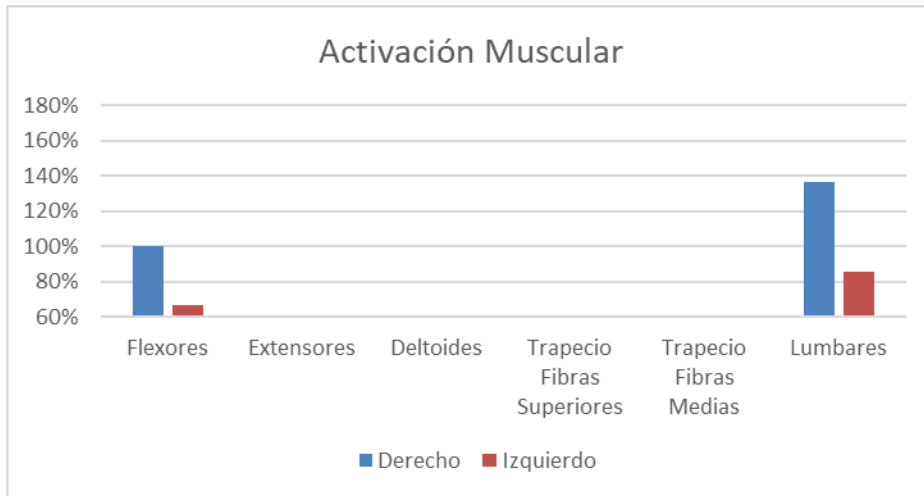 Activación Muscular
180%
160%
140%
120%
100%
80%
60%
Flexores Extensores Deltoides Trapecio Fibras Superiores Trapecio Fibras Medias Lumbares
Derecho Izquierdo